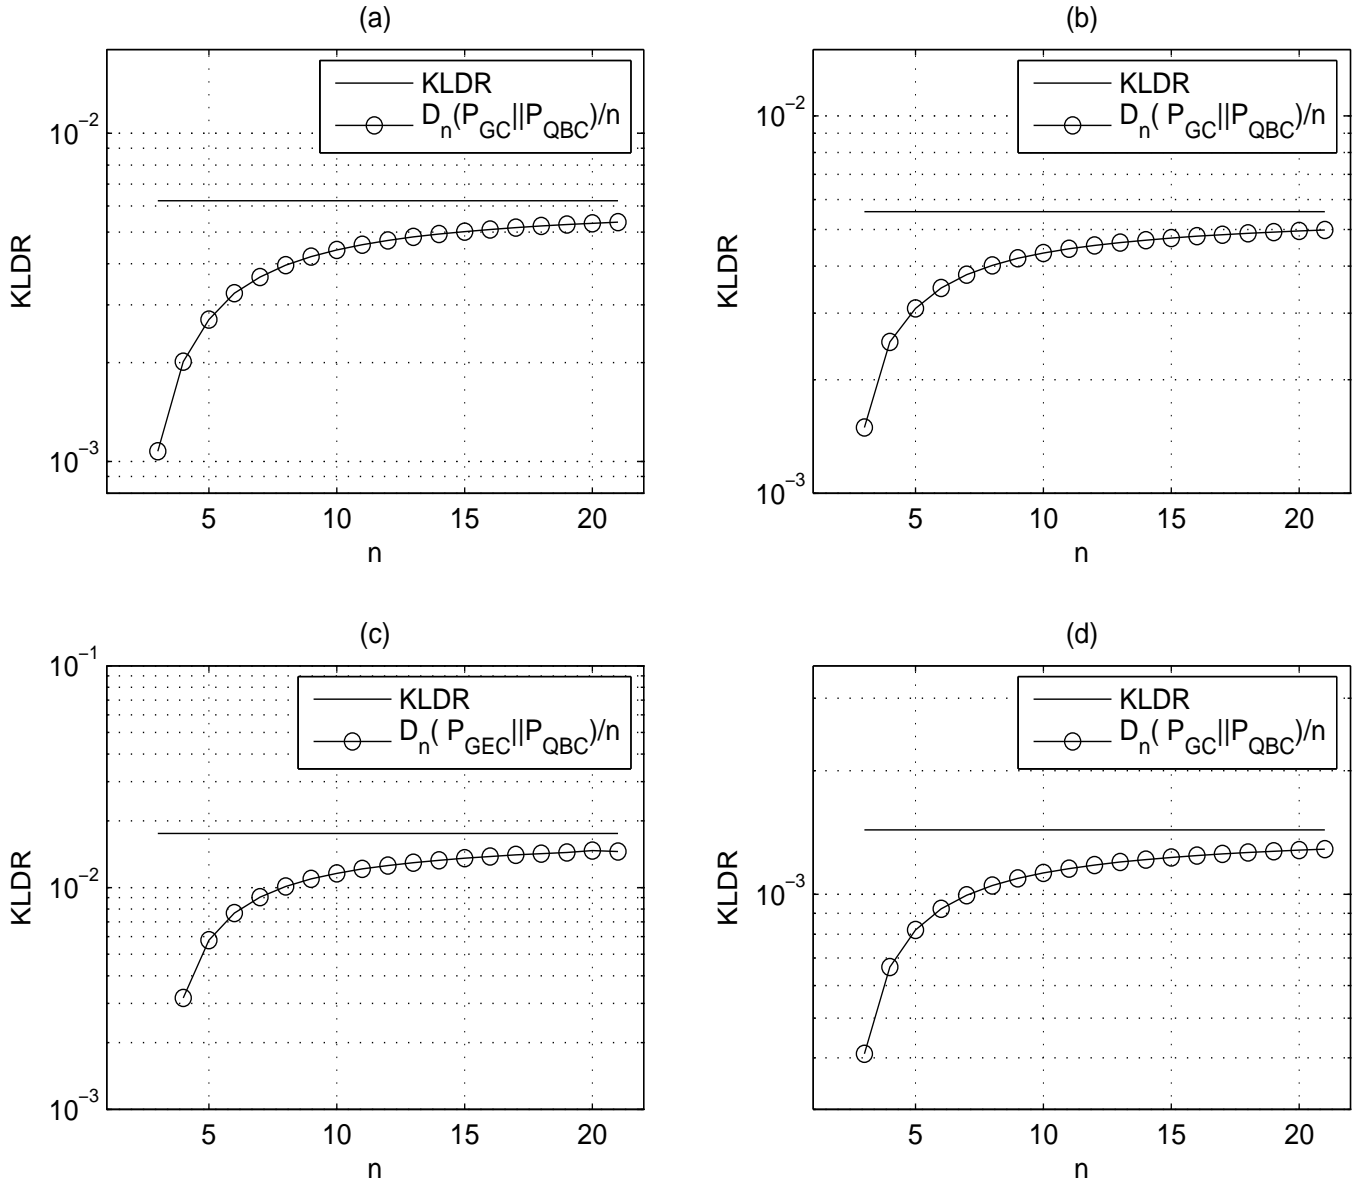 (a)
KLDR
D_n(P_GC||P_QBC)/n
10^−2
10^−3
KLDR
5 10 15 20
n
(b)
KLDR
D_n( P_GC||P_QBC)/n
10^−2
10^−3
KLDR
5 10 15 20
n
(c)
KLDR
D_n( P_GEC||P_QBC)/n
10^−1
10^−2
10^−3
KLDR
5 10 15 20
n
(d)
KLDR
D_n( P_GC||P_QBC)/n
10^−3
KLDR
5 10 15 20
n